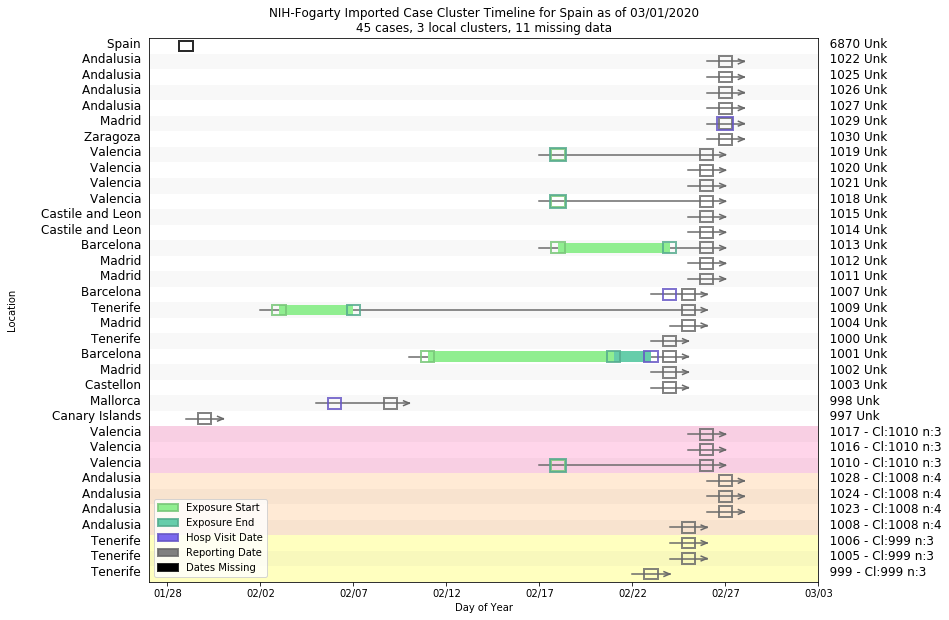 NIH-Fogarty Imported Case Cluster Timeline for Spain as of 03/01/2020
45 cases, 3 local clusters, 11 missing data
Location
Spain 6870 Unk
Andalusia 1022 Unk
Andalusia 1025 Unk
Andalusia 1026 Unk
Andalusia 1027 Unk
Madrid 1029 Unk
Zaragoza 1030 Unk
Valencia 1019 Unk
Valencia 1020 Unk
Valencia 1021 Unk
Valencia 1018 Unk
Castile and Leon 1015 Unk
Castile and Leon 1014 Unk
Barcelona 1013 Unk
Madrid 1012 Unk
Madrid 1011 Unk
Barcelona 1007 Unk
Tenerife 1009 Unk
Madrid 1004 Unk
Tenerife 1000 Unk
Barcelona 1001 Unk
Madrid 1002 Unk
Castellon 1003 Unk
Mallorca 998 Unk
Canary Islands 997 Unk
Valencia 1017 - Cl:1010 n:3
Valencia 1016 - Cl:1010 n:3
Valencia 1010 - Cl:1010 n:3
Andalusia 1028 - Cl:1008 n:4
Andalusia 1024 - Cl:1008 n:4
Andalusia 1023 - Cl:1008 n:4
Andalusia 1008 - Cl:1008 n:4
Tenerife 1006 - Cl:999 n:3
Tenerife 1005 - Cl:999 n:3
Tenerife 999 - Cl:999 n:3
Exposure Start
Exposure End
Hosp Visit Date
Reporting Date
Dates Missing
01/28 02/02 02/07 02/12 02/17 02/22 02/27 03/03
Day of Year